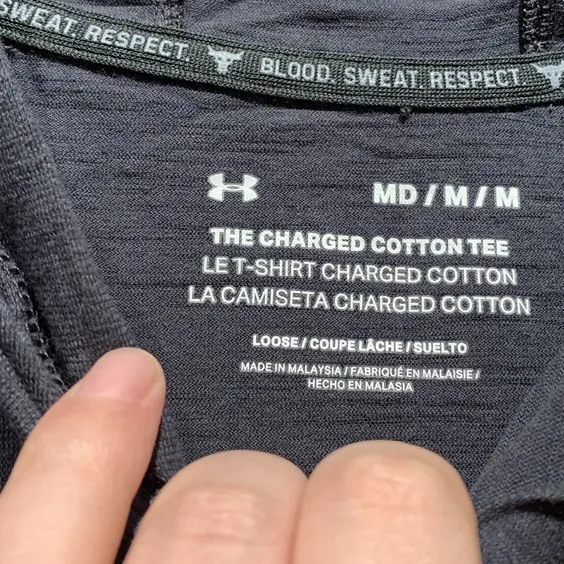 SWEAT. RESPECT. BLOOD. SWEAT. RESPECT
MD / M / M
THE CHARGED COTTON TEE
LE T-SHIRT CHARGED COTTON
LA CAMISETA CHARGED COTTON
LOOSE / COUPE LÂCHE / SUELTO
MADE IN MALAYSIA / FABRIQUÉ EN MALAISIE /
HECHO EN MALASIA